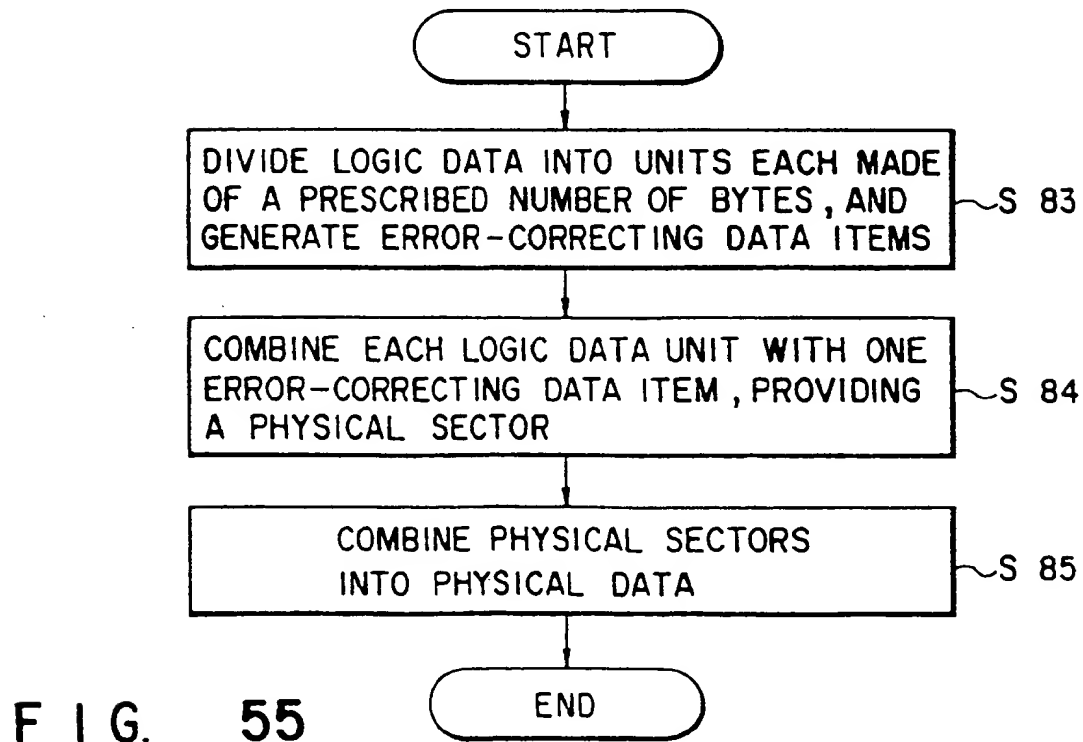 START
DIVIDE LOGIC DATA INTO UNITS EACH MADE
OF A PRESCRIBED NUMBER OF BYTES, AND
GENERATE ERROR-CORRECTING DATA ITEMS
S 83
COMBINE EACH LOGIC DATA UNIT WITH ONE
ERROR-CORRECTING DATA ITEM, PROVIDING
A PHYSICAL SECTOR
S 84
COMBINE PHYSICAL SECTORS
INTO PHYSICAL DATA
S 85
END
FIG. 55